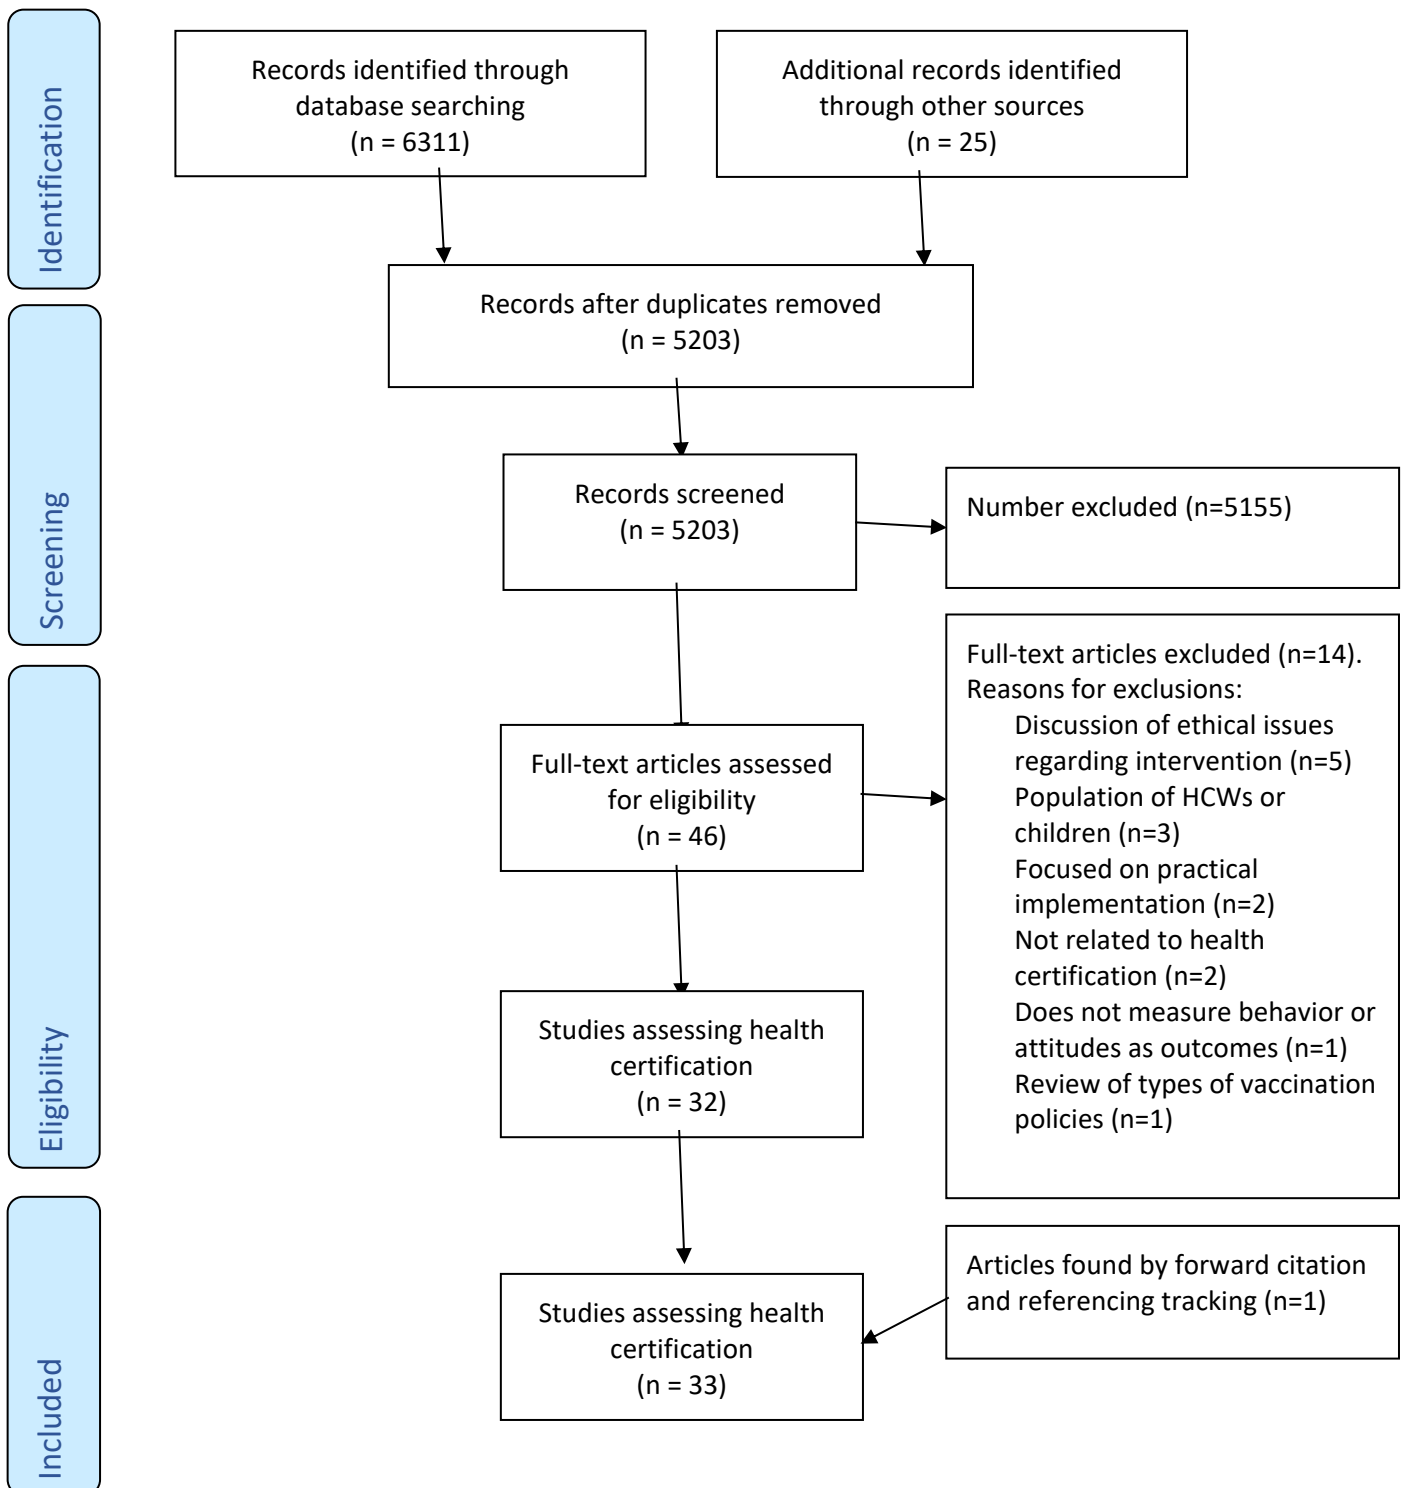 Identification
Records identified through
database searching
(n = 6311)
Additional records identified
through other sources
(n = 25)
Records after duplicates removed
(n = 5203)
Screening
Records screened
(n = 5203)
Number excluded (n=5155)
Eligibility
Full-text articles assessed
for eligibility
(n = 46)
Full-text articles excluded (n=14).
Reasons for exclusions:
Discussion of ethical issues
regarding intervention (n=5)
Population of HCWs or
children (n=3)
Focused on practical
implementation (n=2)
Not related to health
certification (n=2)
Does not measure behavior or
attitudes as outcomes (n=1)
Review of types of vaccination
policies (n=1)
Studies assessing health
certification
(n = 32)
Included
Articles found by forward citation
and referencing tracking (n=1)
Studies assessing health
certification
(n = 33)